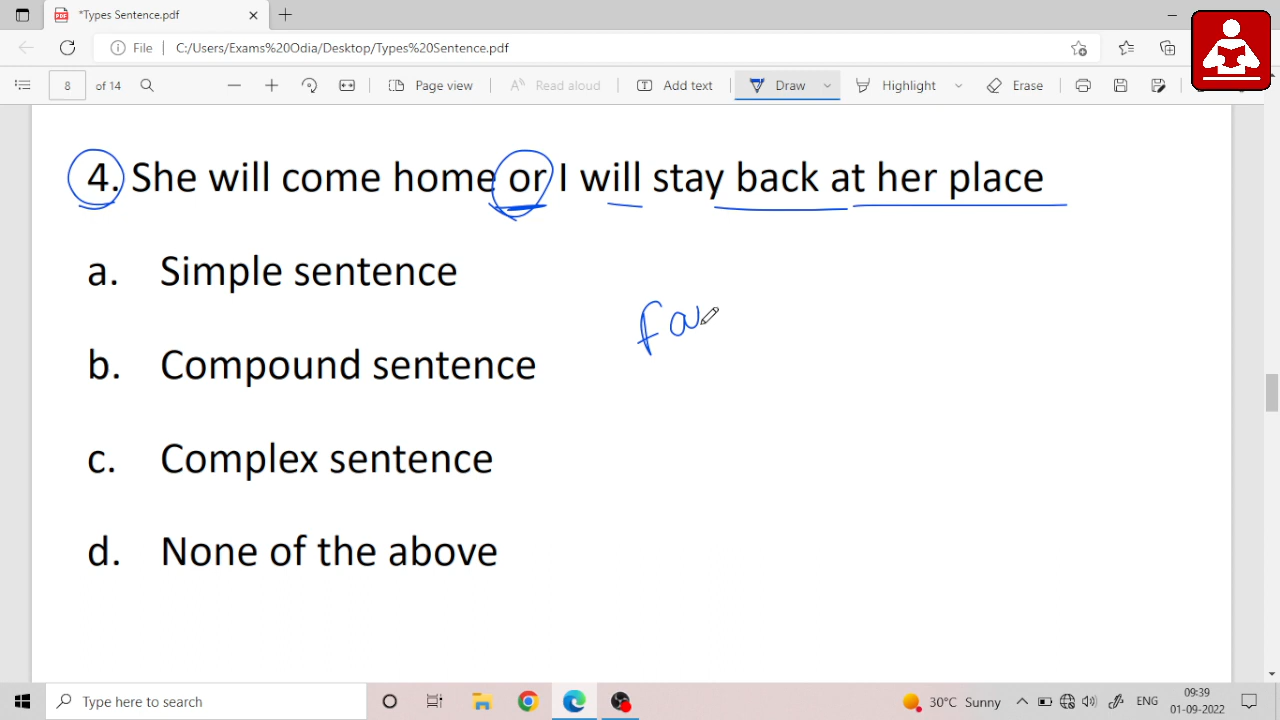 *Types Sentence.pdf
File C:/Users/Exams%20Odia/Desktop/Types%20Sentence.pdf
8 of 14 Page view Read aloud Add text Draw Highlight Erase
4. She will come home or I will stay back at her place
a. Simple sentence
fa
b. Compound sentence
c. Complex sentence
d. None of the above
Type here to search 30°C Sunny ENG 09:39
01-09-2022